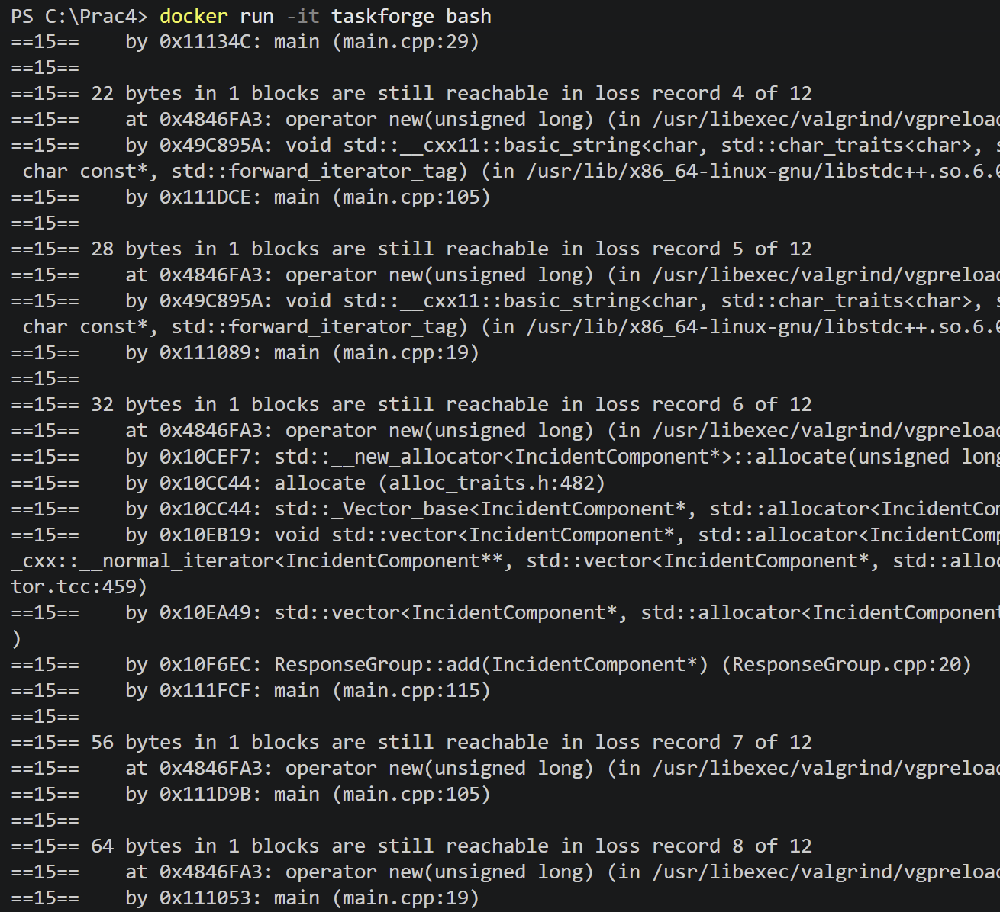 PS C:\Prac4> docker run -it taskforge bash
==15==    by 0x11134C: main (main.cpp:29)
==15==
==15== 22 bytes in 1 blocks are still reachable in loss record 4 of 12
==15==    at 0x4846FA3: operator new(unsigned long) (in /usr/libexec/valgrind/vgpreload
==15==    by 0x49C895A: void std::__cxx11::basic_string<char, std::char_traits<char>, s
 char const*, std::forward_iterator_tag) (in /usr/lib/x86_64-linux-gnu/libstdc++.so.6.0
==15==    by 0x111DCE: main (main.cpp:105)
==15==
==15== 28 bytes in 1 blocks are still reachable in loss record 5 of 12
==15==    at 0x4846FA3: operator new(unsigned long) (in /usr/libexec/valgrind/vgpreload
==15==    by 0x49C895A: void std::__cxx11::basic_string<char, std::char_traits<char>, s
 char const*, std::forward_iterator_tag) (in /usr/lib/x86_64-linux-gnu/libstdc++.so.6.0
==15==    by 0x111089: main (main.cpp:19)
==15==
==15== 32 bytes in 1 blocks are still reachable in loss record 6 of 12
==15==    at 0x4846FA3: operator new(unsigned long) (in /usr/libexec/valgrind/vgpreload
==15==    by 0x10CEF7: std::__new_allocator<IncidentComponent*>::allocate(unsigned long
==15==    by 0x10CC44: allocate (alloc_traits.h:482)
==15==    by 0x10CC44: std::_Vector_base<IncidentComponent*, std::allocator<IncidentCom
==15==    by 0x10EB19: void std::vector<IncidentComponent*, std::allocator<IncidentComp
_cxx::__normal_iterator<IncidentComponent**, std::vector<IncidentComponent*, std::alloc
tor.tcc:459)
==15==    by 0x10EA49: std::vector<IncidentComponent*, std::allocator<IncidentComponent
)
==15==    by 0x10F6EC: ResponseGroup::add(IncidentComponent*) (ResponseGroup.cpp:20)
==15==    by 0x111FCF: main (main.cpp:115)
==15==
==15== 56 bytes in 1 blocks are still reachable in loss record 7 of 12
==15==    at 0x4846FA3: operator new(unsigned long) (in /usr/libexec/valgrind/vgpreload
==15==    by 0x111D9B: main (main.cpp:105)
==15==
==15== 64 bytes in 1 blocks are still reachable in loss record 8 of 12
==15==    at 0x4846FA3: operator new(unsigned long) (in /usr/libexec/valgrind/vgpreload
==15==    by 0x111053: main (main.cpp:19)